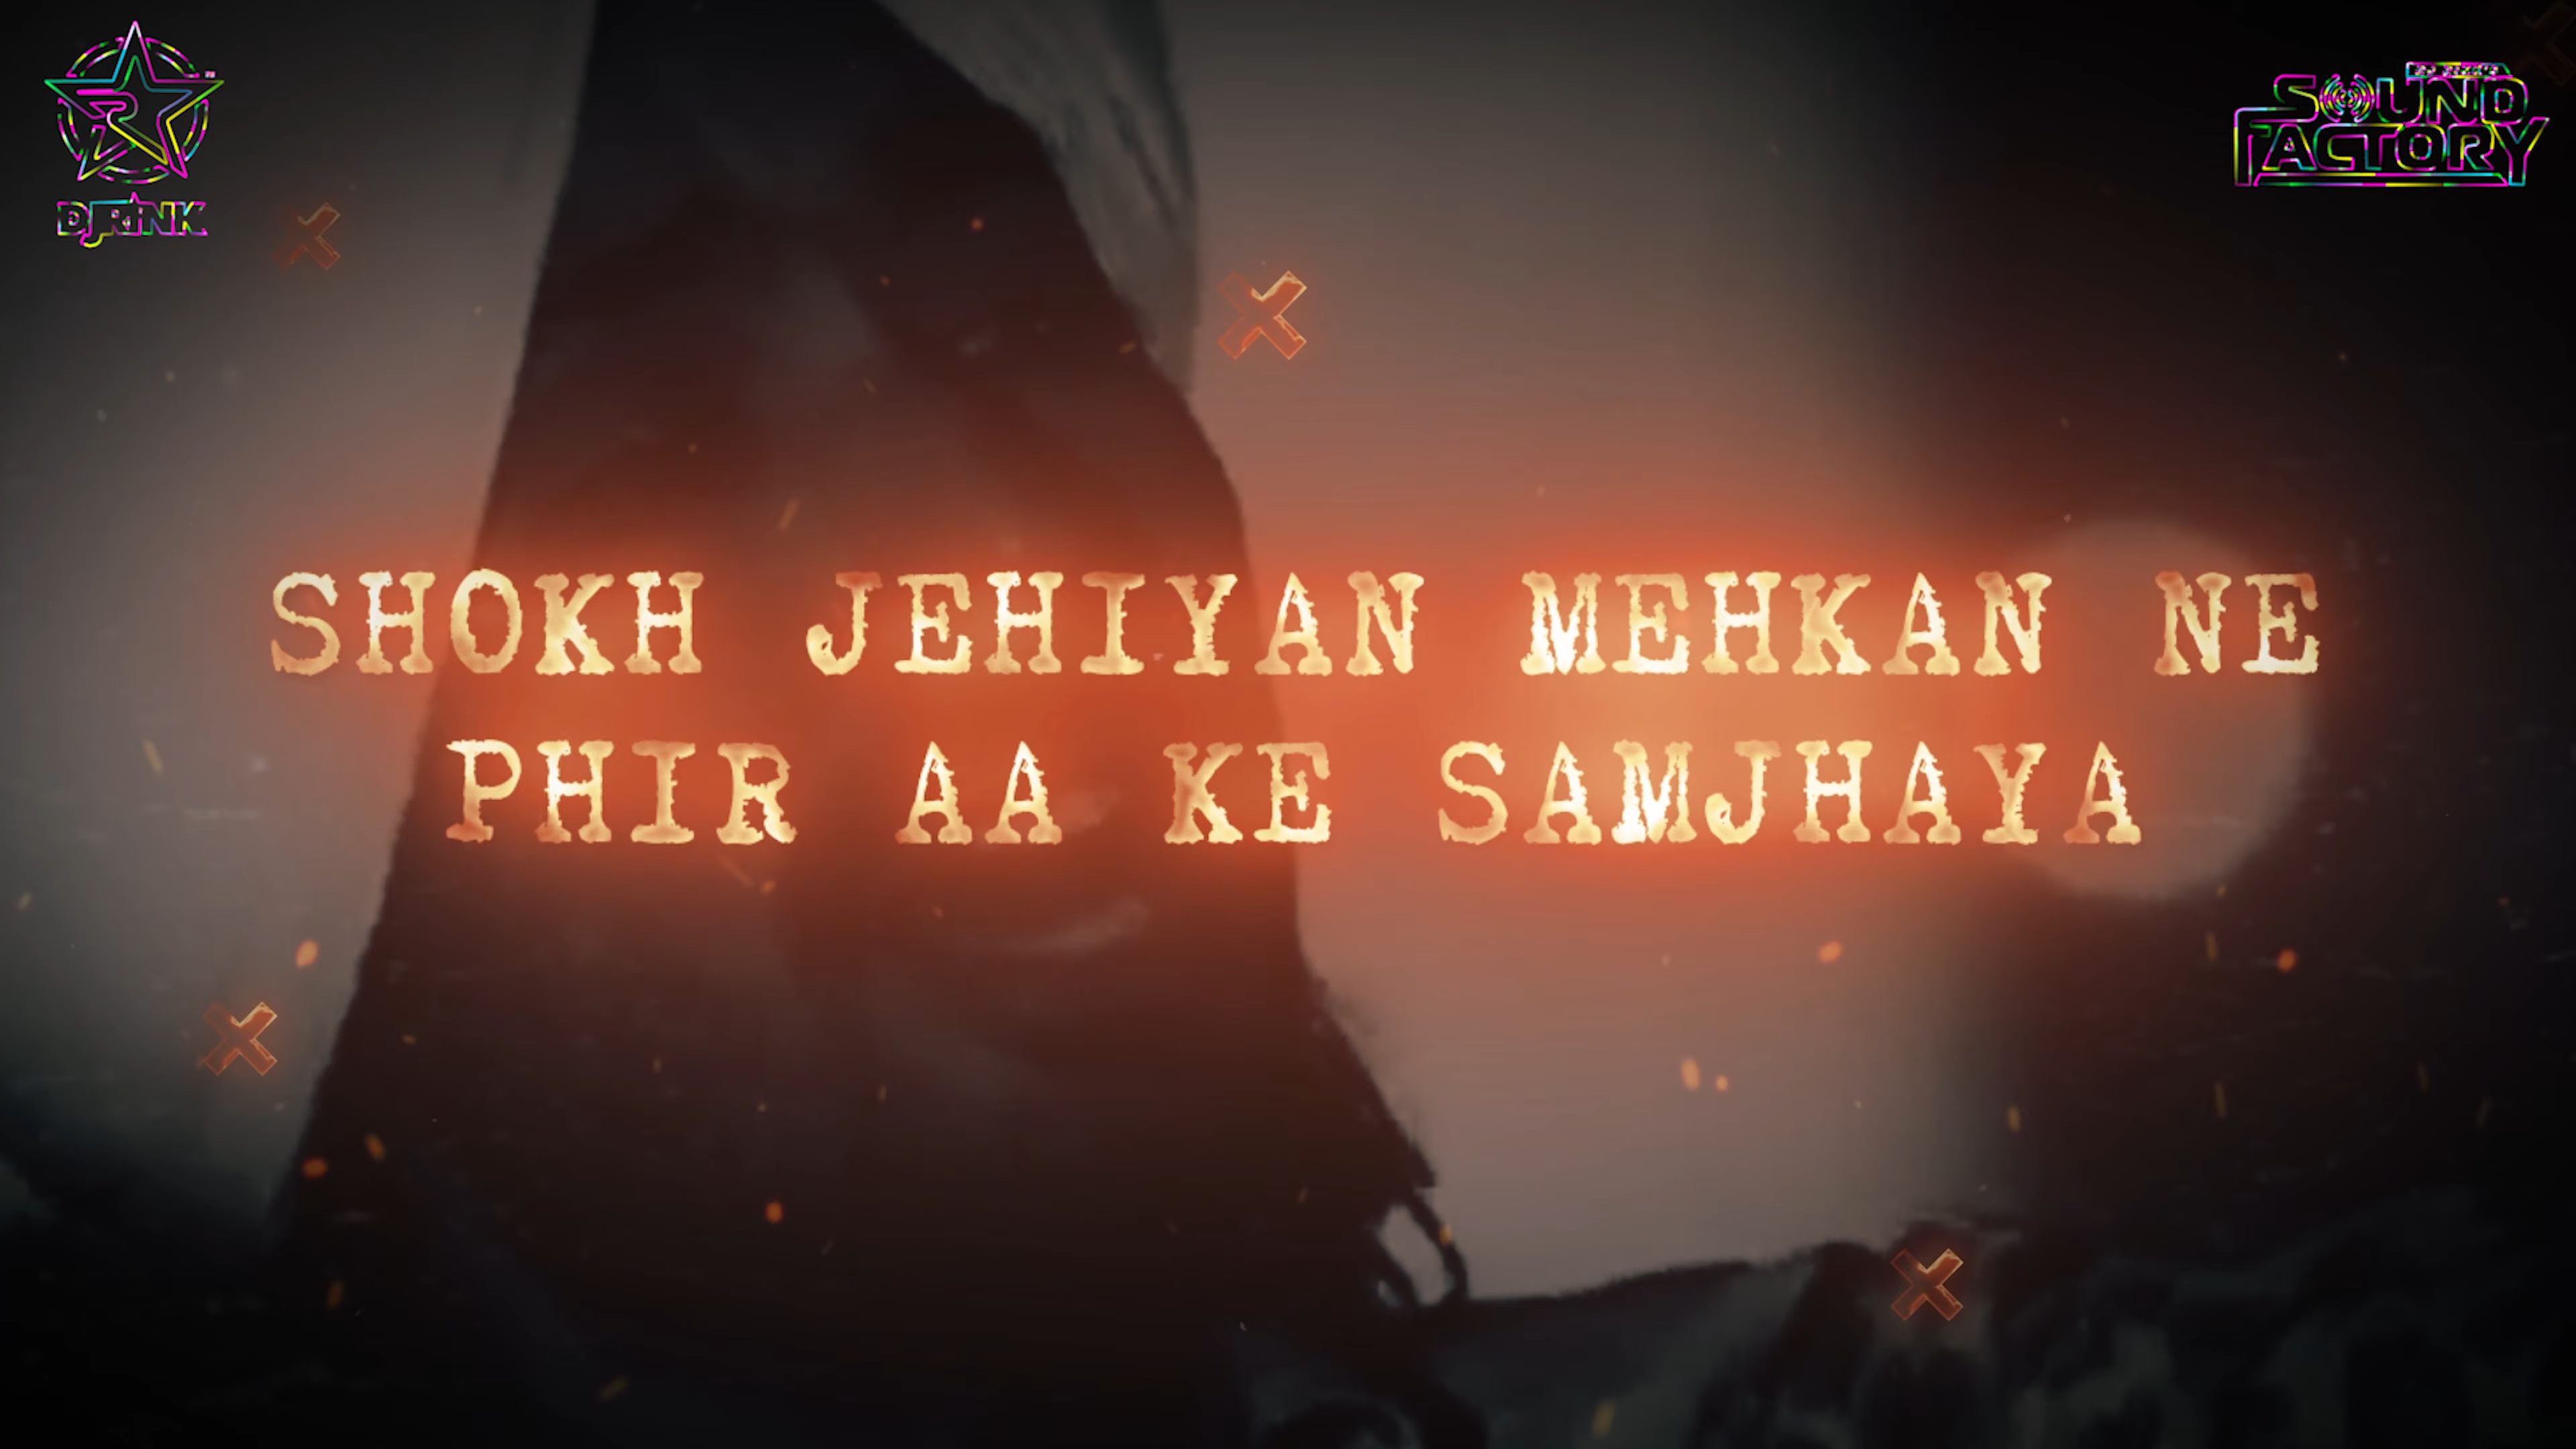 DJ RINK
SOUND
FACTORY
SHOKH JEHIYAN MEHKAN NE
PHIR AA KE SAMJHAYA